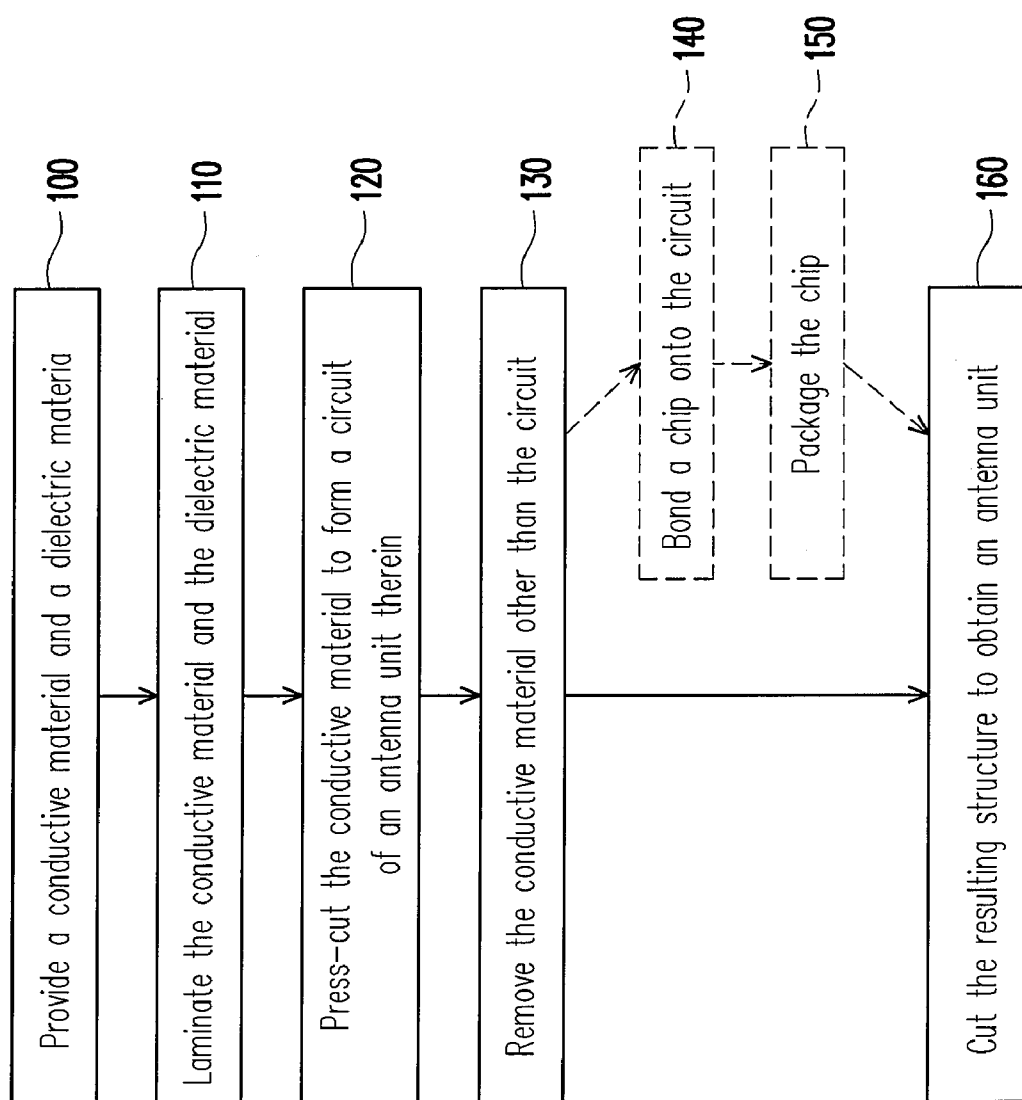 Provide a conductive material and a dielectric materia
100
Laminate the conductive material and the dielectric material
110
Press-cut the conductive material to form a circuit
of an antenna unit therein
120
Remove the conductive material other than the circuit
130
Bond a chip onto the circuit
140
Package the chip
150
Cut the resulting structure to obtain an antenna unit
160